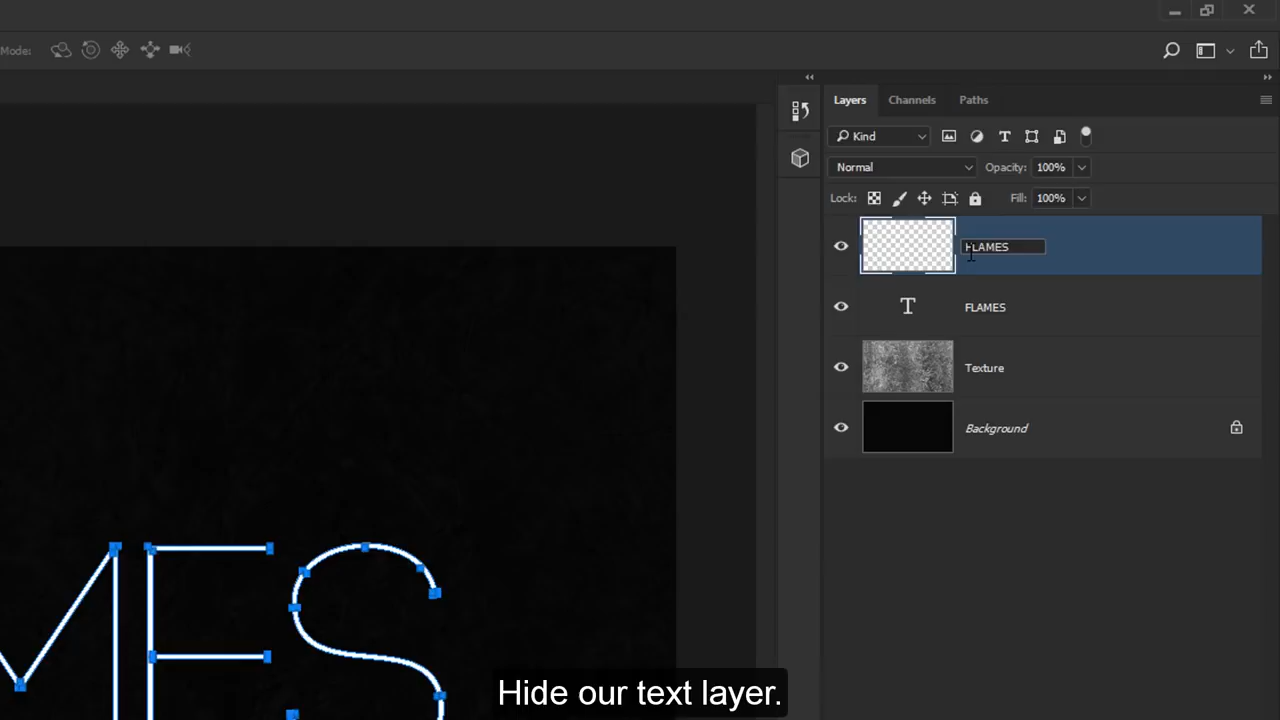 Mode:
Layers Channels Paths
Kind
Normal Opacity: 100%
Lock: Fill: 100%
FLAMES
T FLAMES
Texture
Background
MES
Hide our text layer.